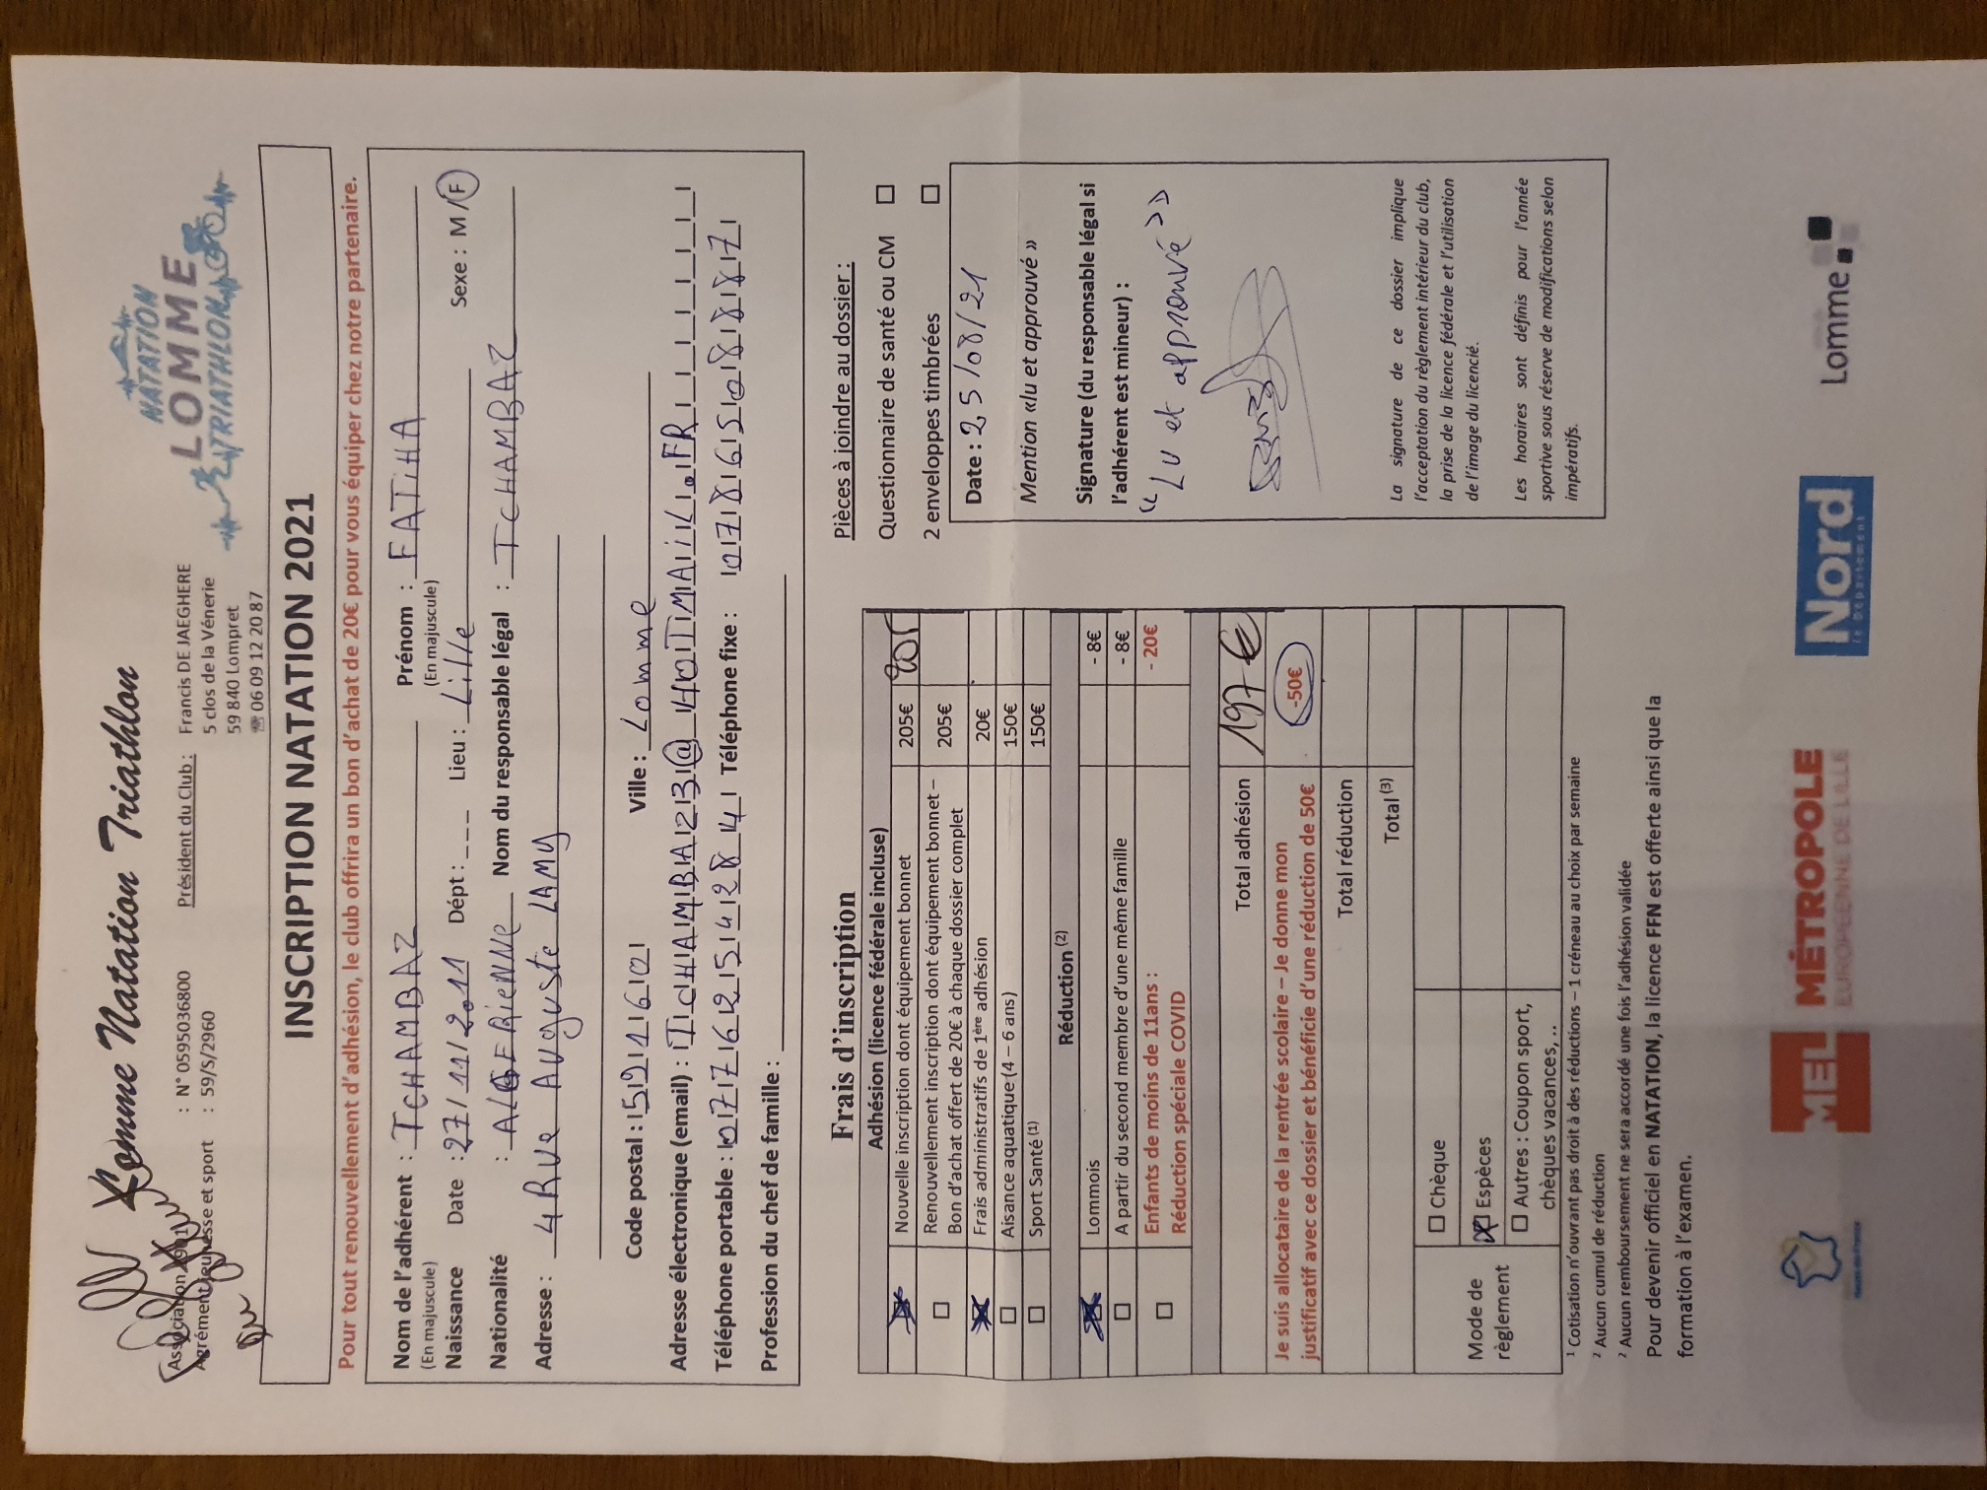 Lomme Natation Triathlon
Association 1901 : N° 0595036800
Agrément jeunesse et sport : 59/S/2960
Président du Club : Francis DE JAEGHERE
5 clos de la Vénerie
59 840 Lompret
☏ 06 09 12 20 87
NATATION
LOMME
TRIATHLON
INSCRIPTION NATATION 2021
Pour tout renouvellement d'adhésion, le club offrira un bon d'achat de 20€ pour vous équiper chez notre partenaire.
Nom de l'adhérent : TCHAMBAZ Prénom : FATiHA
(En majuscule) (En majuscule)
Naissance Date : 27/11/2011 Dépt : _ _ _ Lieu : Lille Sexe : M/F
Nationalité : ALGERIENNE Nom du responsable légal : TCHAMBAZ
Adresse : 4 RUe AUguste LAMY
Code postal : 59160 Ville : Lomme
Adresse électronique (email) : TCHAMBA23@HOTMAiL.FR
Téléphone portable : 0762542841 Téléphone fixe : 0786508871
Profession du chef de famille :
Frais d'inscription
Adhésion (licence fédérale incluse)
Nouvelle inscription dont équipement bonnet 205€ 205
☐ Renouvellement inscription dont équipement bonnet – 205€
Bon d'achat offert de 20€ à chaque dossier complet
Frais administratifs de 1ère adhésion 20€
☐ Aisance aquatique (4 – 6 ans) 150€
☐ Sport Santé (1) 150€
Réduction (2)
Lommois - 8€
☐ A partir du second membre d'une même famille - 8€
☐ Enfants de moins de 11ans : - 20€
Réduction spéciale COVID
Total adhésion 197 €
Je suis allocataire de la rentrée scolaire – Je donne mon -50€
justificatif avec ce dossier et bénéficie d'une réduction de 50€
Total réduction
Total (3)
Mode de règlement
☐ Chèque
☒ Espèces
☐ Autres : Coupon sport,
chèques vacances,…
Pièces à joindre au dossier :
Questionnaire de santé ou CM ☐
2 enveloppes timbrées ☐
Date : 25/08/21
Mention «lu et approuvé »
Signature (du responsable légal si
l'adhérent est mineur) :
"Lu et approuvé"
La signature de ce dossier implique
l'acceptation du règlement intérieur du club,
la prise de la licence fédérale et l'utilisation
de l'image du licencié.
Les horaires sont définis pour l'année
sportive sous réserve de modifications selon
impératifs.
1 Cotisation n'ouvrant pas droit à des réductions – 1 créneau au choix par semaine
2 Aucun cumul de réduction
2 Aucun remboursement ne sera accordé une fois l'adhésion validée
Pour devenir officiel en NATATION, la licence FFN est offerte ainsi que la
formation à l'examen.
MEL MÉTROPOLE
EUROPÉENNE DE LILLE
Nord
le Département
Lomme